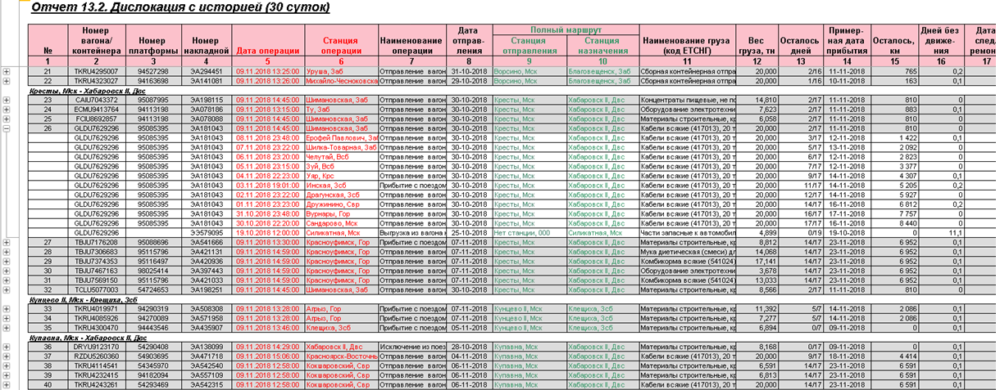 Отчет 13.2. Дислокация с историей (30 суток)
№ Номер вагона/контейнера Номер платформы Номер накладной Дата операции Станция операции Наименование операции Дата отправ-ления Полный маршрут Станция отправления Станция назначения Наименование груза (код ЕТСНГ) Вес груза, тн Осталось дней Пример-ная дата прибытия Осталось, км Дней без движе-ния Дата след. ремон
1 2 3 4 5 6 7 8 9 10 11 12 13 14 15 16 17
21 TKRU4295007 94527298 ЭА294451 09.11.2018 13:25:00 Уруша, Заб Отправление вагон 31-10-2018 Ворсино, Мск Благовещенск, Заб Сборная контейнерная отпра 20,000 2/16 11-11-2018 765 0,2
22 TKRU4323027 94163698 ЭА141081 09.11.2018 13:26:00 Михайло-Чесноковска Отправление вагон 29-10-2018 Ворсино, Мск Благовещенск, Заб Сборная контейнерная отпра 20,000 1/16 10-11-2018 163 0,1
Кресты, Мск - Хабаровск II, Двс
23 CAIU7043372 95087995 ЭА198115 09.11.2018 14:45:00 Шимановская, Заб Отправление вагон 30-10-2018 Кресты, Мск Хабаровск II, Двс Концентраты пищевые, не по 14,810 2/17 11-11-2018 810 0
24 ECMU9413764 94113198 ЭА078186 09.11.2018 13:15:00 Ту, Заб Отправление вагон 30-10-2018 Кресты, Мск Хабаровск II, Двс Оборудование электротехни 7,623 2/17 11-11-2018 883 0,1
25 FCIU8692857 94113198 ЭА078088 09.11.2018 14:45:00 Шимановская, Заб Отправление вагон 30-10-2018 Кресты, Мск Хабаровск II, Двс Материалы строительные, кр 6,058 2/17 11-11-2018 810 0
26 GLDU7629296 95085395 ЭА181043 09.11.2018 14:45:00 Шимановская, Заб Отправление вагон 30-10-2018 Кресты, Мск Хабаровск II, Двс Кабели всякие (417013), 20 т 20,000 2/17 11-11-2018 810 0
GLDU7629296 95085395 ЭА181043 08.11.2018 23:48:00 Ерофей Павлович, Заб Отправление вагон 30-10-2018 Кресты, Мск Хабаровск II, Двс Кабели всякие (417013), 20 т 20,000 3/17 12-11-2018 1 422 0,1
GLDU7629296 95085395 ЭА181043 07.11.2018 23:22:00 Шилка-Товарная, Заб Отправление вагон 30-10-2018 Кресты, Мск Хабаровск II, Двс Кабели всякие (417013), 20 т 20,000 5/17 13-11-2018 2 092 0
GLDU7629296 95085395 ЭА181043 06.11.2018 23:20:00 Челутай, Всб Отправление вагон 30-10-2018 Кресты, Мск Хабаровск II, Двс Кабели всякие (417013), 20 т 20,000 6/17 12-11-2018 2 823 0
GLDU7629296 95085395 ЭА181043 05.11.2018 23:15:00 Зуй, Всб Отправление вагон 30-10-2018 Кресты, Мск Хабаровск II, Двс Кабели всякие (417013), 20 т 20,000 7/17 12-11-2018 3 377 0
GLDU7629296 95085395 ЭА181043 04.11.2018 22:23:00 Уяр, Крс Отправление вагон 30-10-2018 Кресты, Мск Хабаровск II, Двс Кабели всякие (417013), 20 т 20,000 9/17 14-11-2018 4 307 0,1
GLDU7629296 95085395 ЭА181043 03.11.2018 19:01:00 Инская, Зсб Прибытие с поездом 30-10-2018 Кресты, Мск Хабаровск II, Двс Кабели всякие (417013), 20 т 20,000 11/17 14-11-2018 5 205 0,2
GLDU7629296 95085395 ЭА181043 02.11.2018 23:22:00 Драгунская, Зсб Отправление вагон 30-10-2018 Кресты, Мск Хабаровск II, Двс Кабели всякие (417013), 20 т 20,000 12/17 14-11-2018 5 927 0
GLDU7629296 95085395 ЭА181043 01.11.2018 23:23:00 Дружинино, Свр Отправление вагон 30-10-2018 Кресты, Мск Хабаровск II, Двс Кабели всякие (417013), 20 т 20,000 14/17 16-11-2018 6 812 0,2
GLDU7629296 95085395 ЭА181043 31.10.2018 23:48:00 Вурнары, Гор Отправление вагон 30-10-2018 Кресты, Мск Хабаровск II, Двс Кабели всякие (417013), 20 т 20,000 16/17 17-11-2018 7 757 0
GLDU7629296 95085395 ЭА181043 30.10.2018 22:20:00 Сандарово, Мск Отправление вагон 30-10-2018 Кресты, Мск Хабаровск II, Двс Кабели всякие (417013), 20 т 20,000 17/17 16-11-2018 8 440 0
GLDU7629296 ЭЭ579095 19.10.2018 12:00:00 Силикатная, Мск Выгрузка из вагона к 25-10-2018 Нет станции, 000 Силикатная, Мск Части запасные к автомобил 20,000 0/19 19-10-2018 0 11,1
27 TBJU7176208 95088696 ЭА541666 09.11.2018 13:30:00 Красноуфимск, Гор Прибытие с поездом 07-11-2018 Кресты, Мск Хабаровск II, Двс Материалы строительные, кр 8,812 14/17 23-11-2018 6 952 0,1
28 TBJU7306683 95115796 ЭА421131 09.11.2018 14:59:00 Красноуфимск, Гор Отправление вагон 07-11-2018 Кресты, Мск Хабаровск II, Двс Мука диетическая (смеси) дл 14,068 14/17 23-11-2018 6 952 0,1
29 TBJU7374353 95116497 ЭА420936 09.11.2018 14:59:00 Красноуфимск, Гор Отправление вагон 07-11-2018 Кресты, Мск Хабаровск II, Двс Комбикорма всякие (541024) 17,141 14/17 23-11-2018 6 952 0,1
30 TBJU7467163 98025414 ЭА397443 09.11.2018 14:59:00 Красноуфимск, Гор Отправление вагон 07-11-2018 Кресты, Мск Хабаровск II, Двс Оборудование электротехни 3,678 14/17 23-11-2018 6 952 0,1
31 TBJU7569150 95115796 ЭА421033 09.11.2018 14:59:00 Красноуфимск, Гор Отправление вагон 07-11-2018 Кресты, Мск Хабаровск II, Двс Комбикорма всякие (541024) 13,033 14/17 23-11-2018 6 952 0,1
32 TCLU5077003 54724653 ЭА198251 09.11.2018 14:45:00 Шимановская, Заб Отправление вагон 30-10-2018 Кресты, Мск Хабаровск II, Двс Материалы строительные, кр 8,566 2/17 11-11-2018 810 0
Кунцево II, Мск - Клещиха, Зсб
33 TKRU4019971 94290319 ЭА508308 09.11.2018 13:28:00 Агрыз, Гор Прибытие с поездом 07-11-2018 Кунцево II, Мск Клещиха, Зсб Материалы строительные, кр 11,392 5/7 14-11-2018 2 086 0,1
34 TKRU4085926 94270089 ЭА571958 09.11.2018 13:28:00 Агрыз, Гор Прибытие с поездом 07-11-2018 Кунцево II, Мск Клещиха, Зсб Материалы строительные, кр 7,277 5/7 14-11-2018 2 086 0,1
35 TKRU4300470 94443546 ЭА435907 09.11.2018 13:46:00 Клещиха, Зсб Прибытие с поездом 05-11-2018 Кунцево II, Мск Клещиха, Зсб Материалы строительные, кр 6,894 0/7 09-11-2018 0 0,1
Купавна, Мск - Хабаровск II, Двс
36 DRYU9123170 54290408 ЭА138099 09.11.2018 14:29:00 Хабаровск II, Двс Исключение из поез 28-10-2018 Купавна, Мск Хабаровск II, Двс Материалы строительные, кр 8,168 0/17 09-11-2018 0 0,1
37 RZDU5260360 54903695 ЭА471718 09.11.2018 15:06:00 Красноярск-Восточны Отправление вагон 04-11-2018 Купавна, Мск Хабаровск II, Двс Кабели всякие (417013), 20 т 20,000 9/17 18-11-2018 4 414 0,1
38 TKRU4114541 54345970 ЭА542540 09.11.2018 12:58:00 Кокшаровский, Свр Отправление вагон 06-11-2018 Купавна, Мск Хабаровск II, Двс Материалы строительные, кр 6,591 14/17 23-11-2018 6 591 0,1
39 TKRU4232415 94182094 ЭА557109 09.11.2018 12:58:00 Кокшаровский, Свр Отправление вагон 06-11-2018 Купавна, Мск Хабаровск II, Двс Материалы строительные, кр 6,813 14/17 23-11-2018 6 591 0,1
40 TKRU4243261 54293469 ЭА542315 09.11.2018 12:58:00 Кокшаровский, Свр Отправление вагон 06-11-2018 Купавна, Мск Хабаровск II, Двс Кабели всякие (417013), 20 т 20,000 14/17 23-11-2018 6 591 0,1